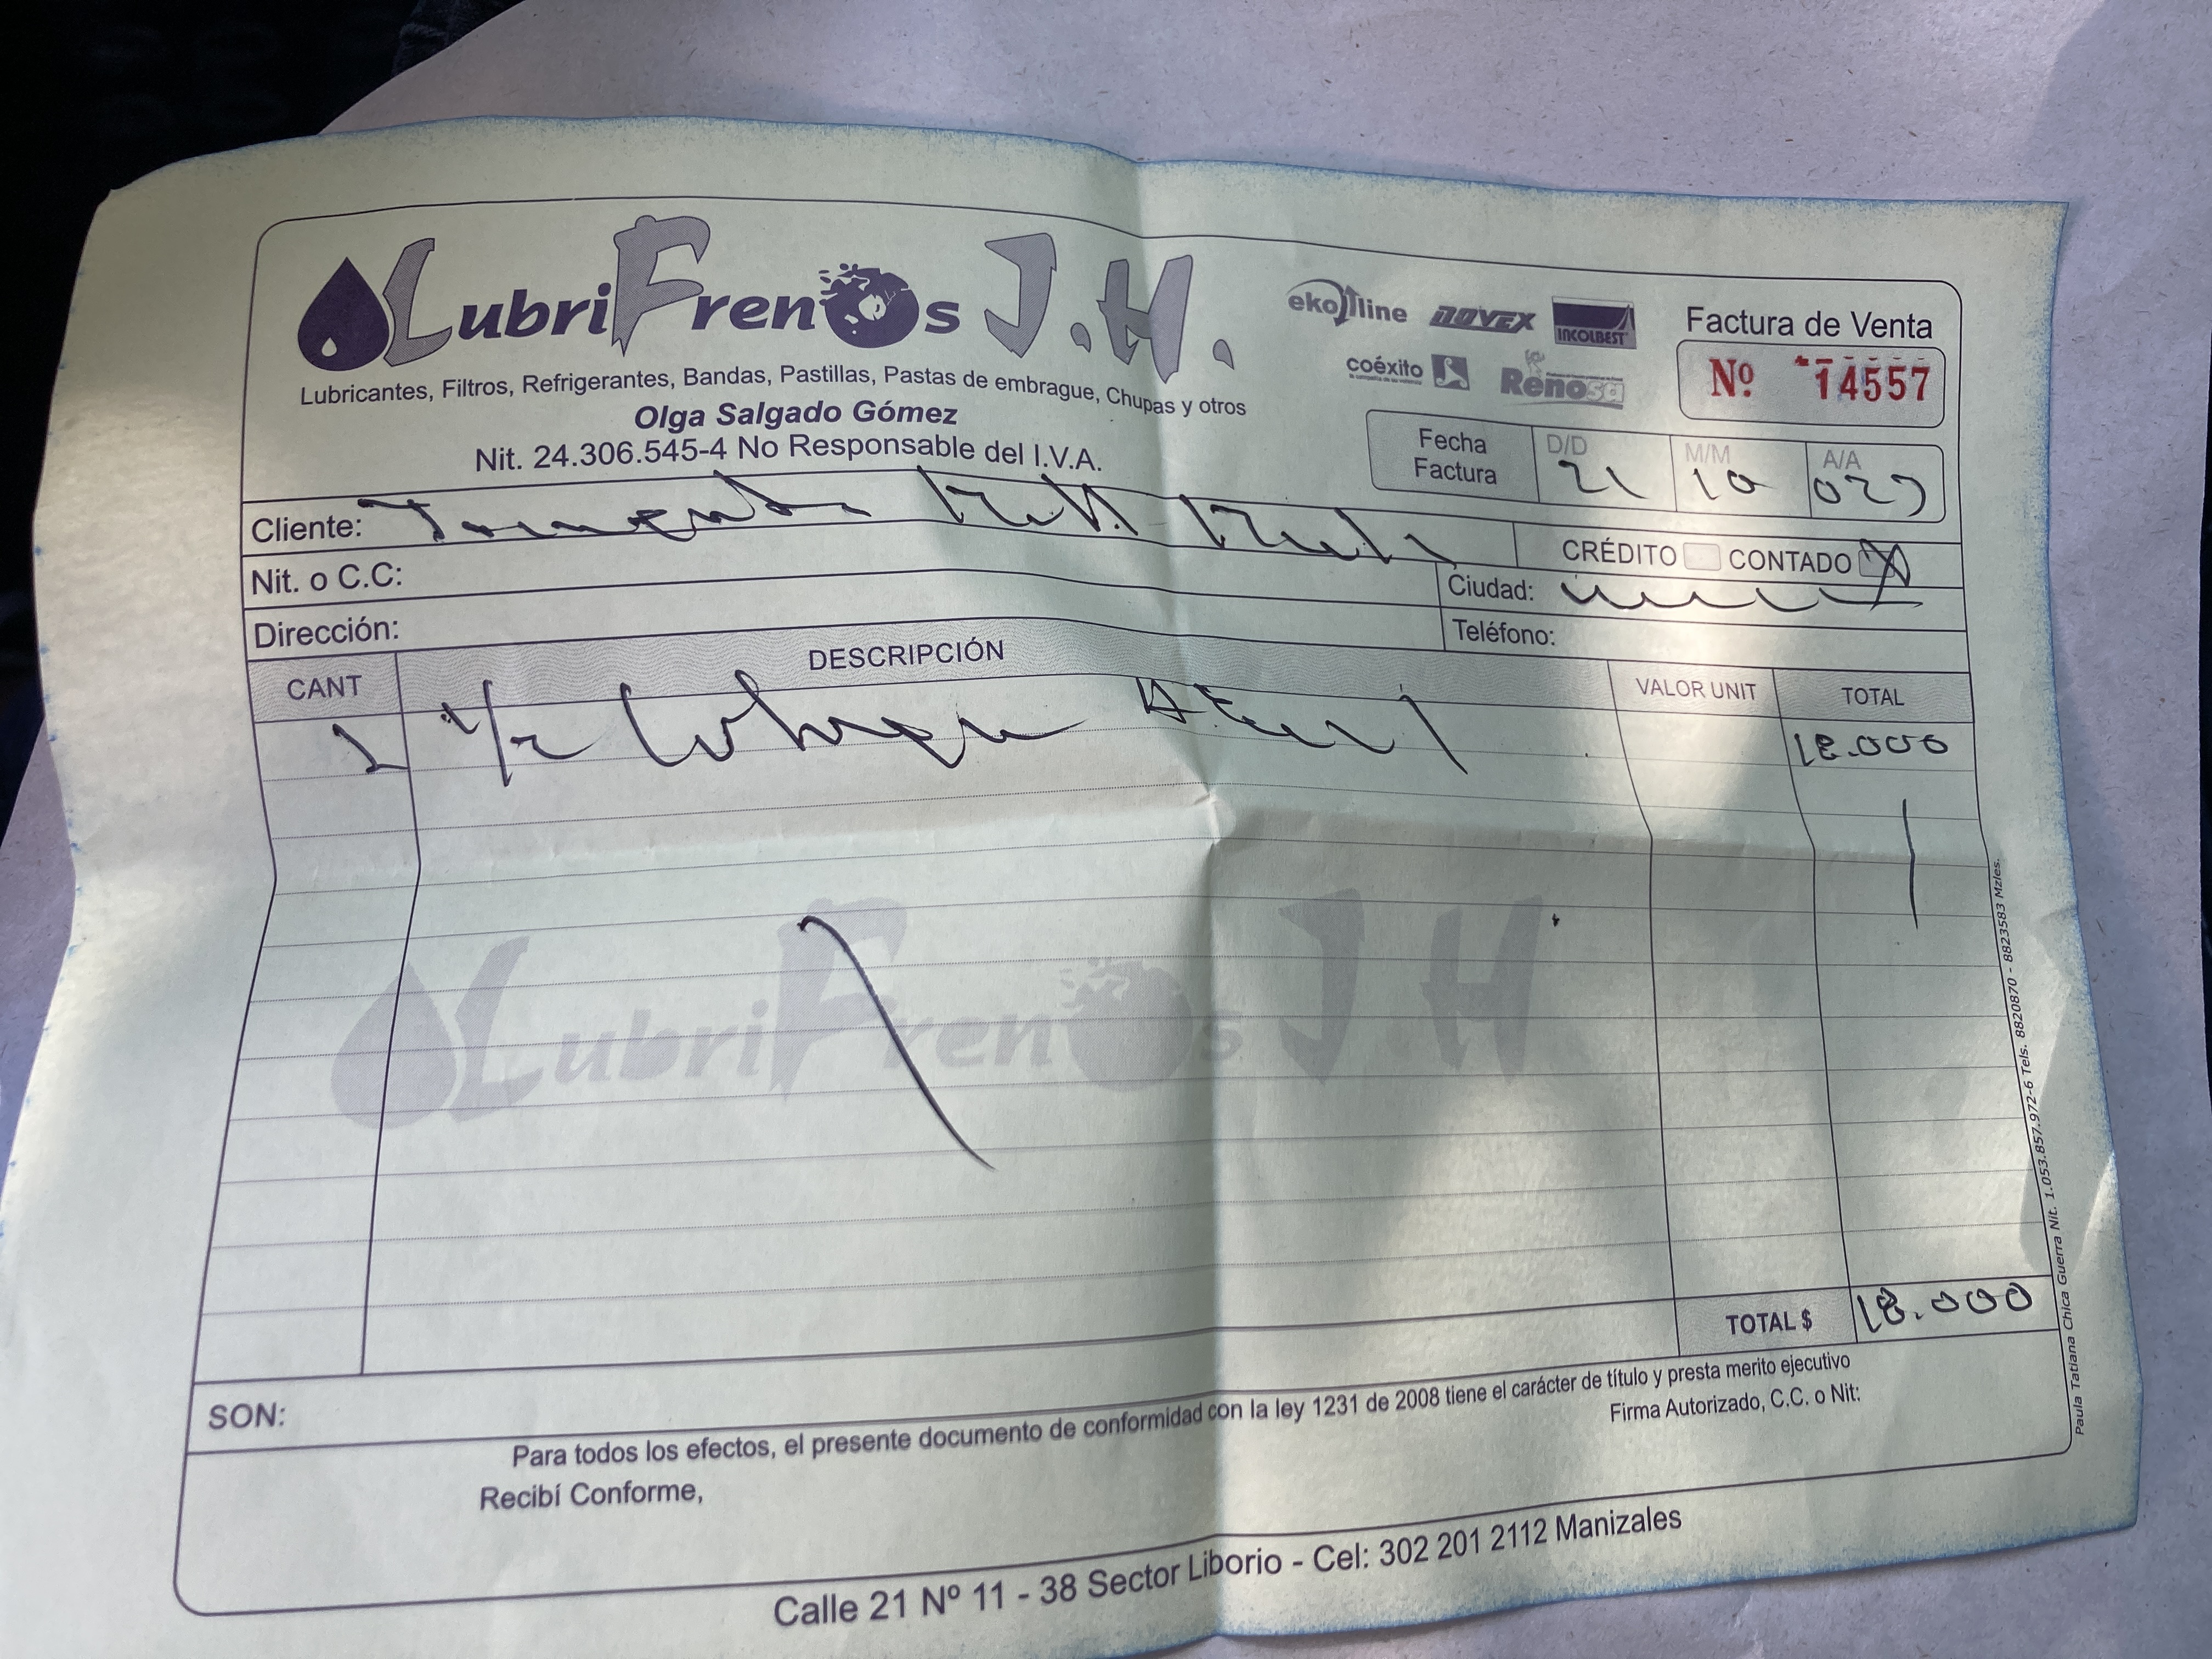 LubriFrenos J.H.
Lubricantes, Filtros, Refrigerantes, Bandas, Pastillas, Pastas de embrague, Chupas y otros
Olga Salgado Gómez
Nit. 24.306.545-4 No Responsable del I.V.A.
ekoline NOVEX INCOLBEST
coéxito Renosa
Factura de Venta
Nº 14557
Fecha Factura D/D 21 M/M 10 A/A
Cliente:
CRÉDITO CONTADO X
Nit. o C.C:
Ciudad:
Dirección:
Teléfono:
CANT DESCRIPCIÓN VALOR UNIT TOTAL
1 1/2 18.000
LubriFrenos J.H
TOTAL $ 18.000
SON:
Para todos los efectos, el presente documento de conformidad con la ley 1231 de 2008 tiene el carácter de título y presta merito ejecutivo
Firma Autorizado, C.C. o Nit:
Recibí Conforme,
Calle 21 Nº 11 - 38 Sector Liborio - Cel: 302 201 2112 Manizales
Paula Tatiana Chica Guerra Nit. 1.053.857.972-6 Tels. 8820870 - 8823583 Mzles.